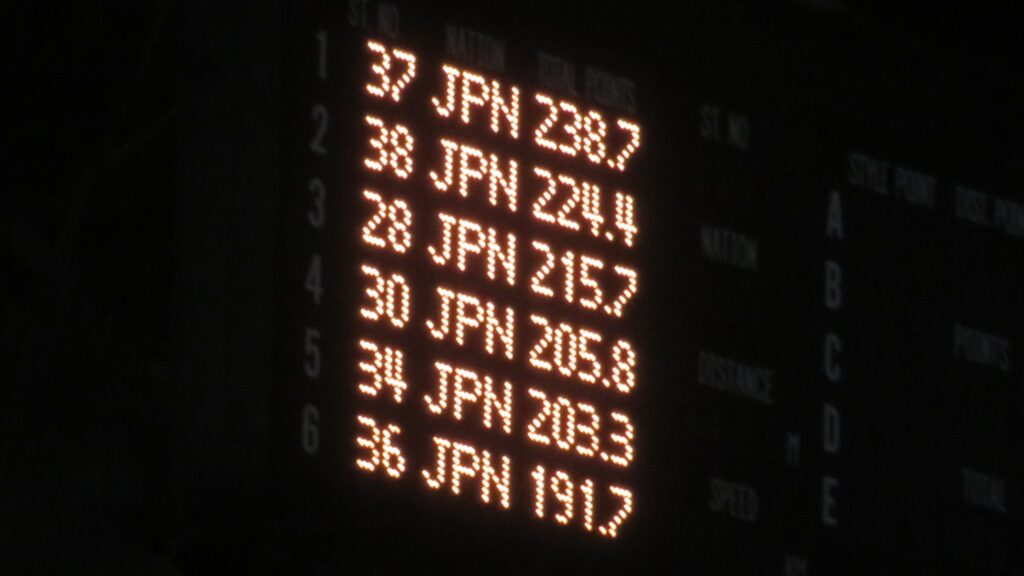 ST NO NATION TOTAL POINTS
1 37 JPN 238.7
2 38 JPN 224.4
3 28 JPN 215.7
4 30 JPN 205.8
5 34 JPN 203.3
6 36 JPN 191.7
ST NO
NATION
DISTANCE
M
SPEED
STYLE POINT
A
B
C
D
E
POINTS
TOTAL